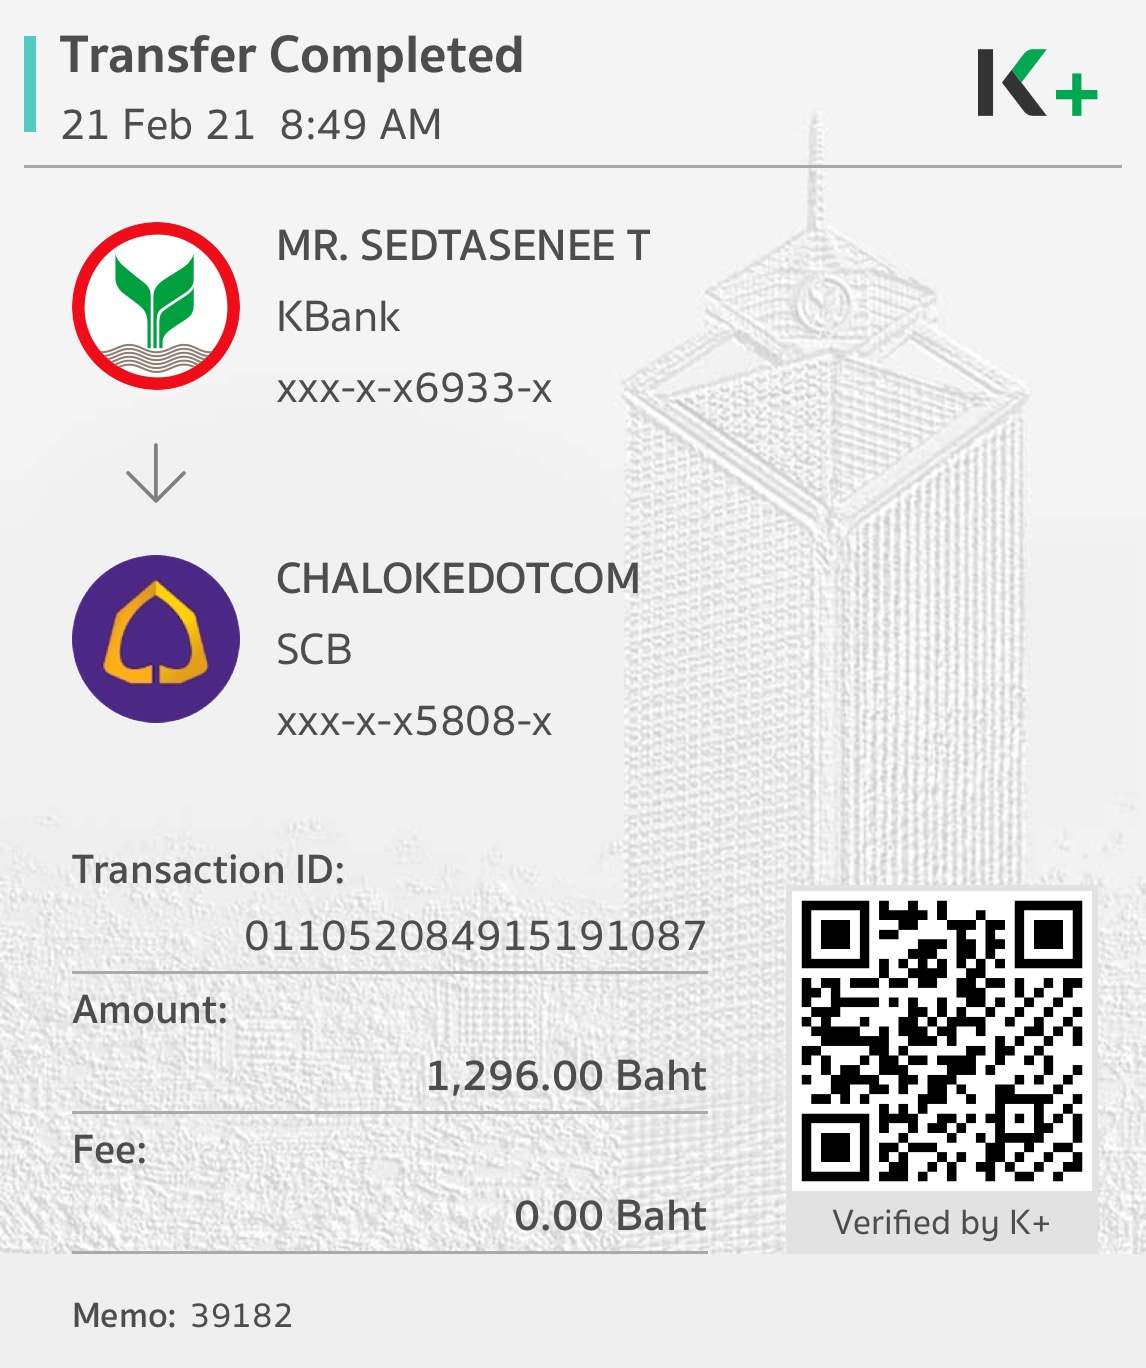 Transfer Completed
21 Feb 21 8:49 AM
K+
MR. SEDTASENEE T
KBank
xxx-x-x6933-x
CHALOKEDOTCOM
SCB
xxx-x-x5808-x
Transaction ID:
011052084915191087
Amount:
1,296.00 Baht
Fee:
0.00 Baht
Verified by K+
Memo: 39182